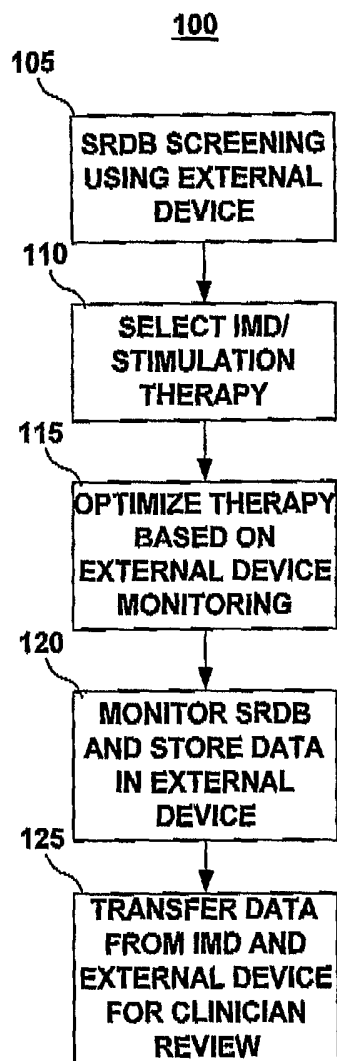 100
105
SRDB SCREENING
USING EXTERNAL
DEVICE
110
SELECT IMD/
STIMULATION
THERAPY
115
OPTIMIZE THERAPY
BASED ON
EXTERNAL DEVICE
MONITORING
120
MONITOR SRDB
AND STORE DATA
IN EXTERNAL
DEVICE
125
TRANSFER DATA
FROM IMD AND
EXTERNAL DEVICE
FOR CLINICIAN
REVIEW